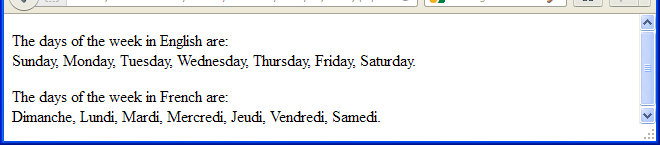 The days of the week in English are:
Sunday, Monday, Tuesday, Wednesday, Thursday, Friday, Saturday.
The days of the week in French are:
Dimanche, Lundi, Mardi, Mercredi, Jeudi, Vendredi, Samedi.